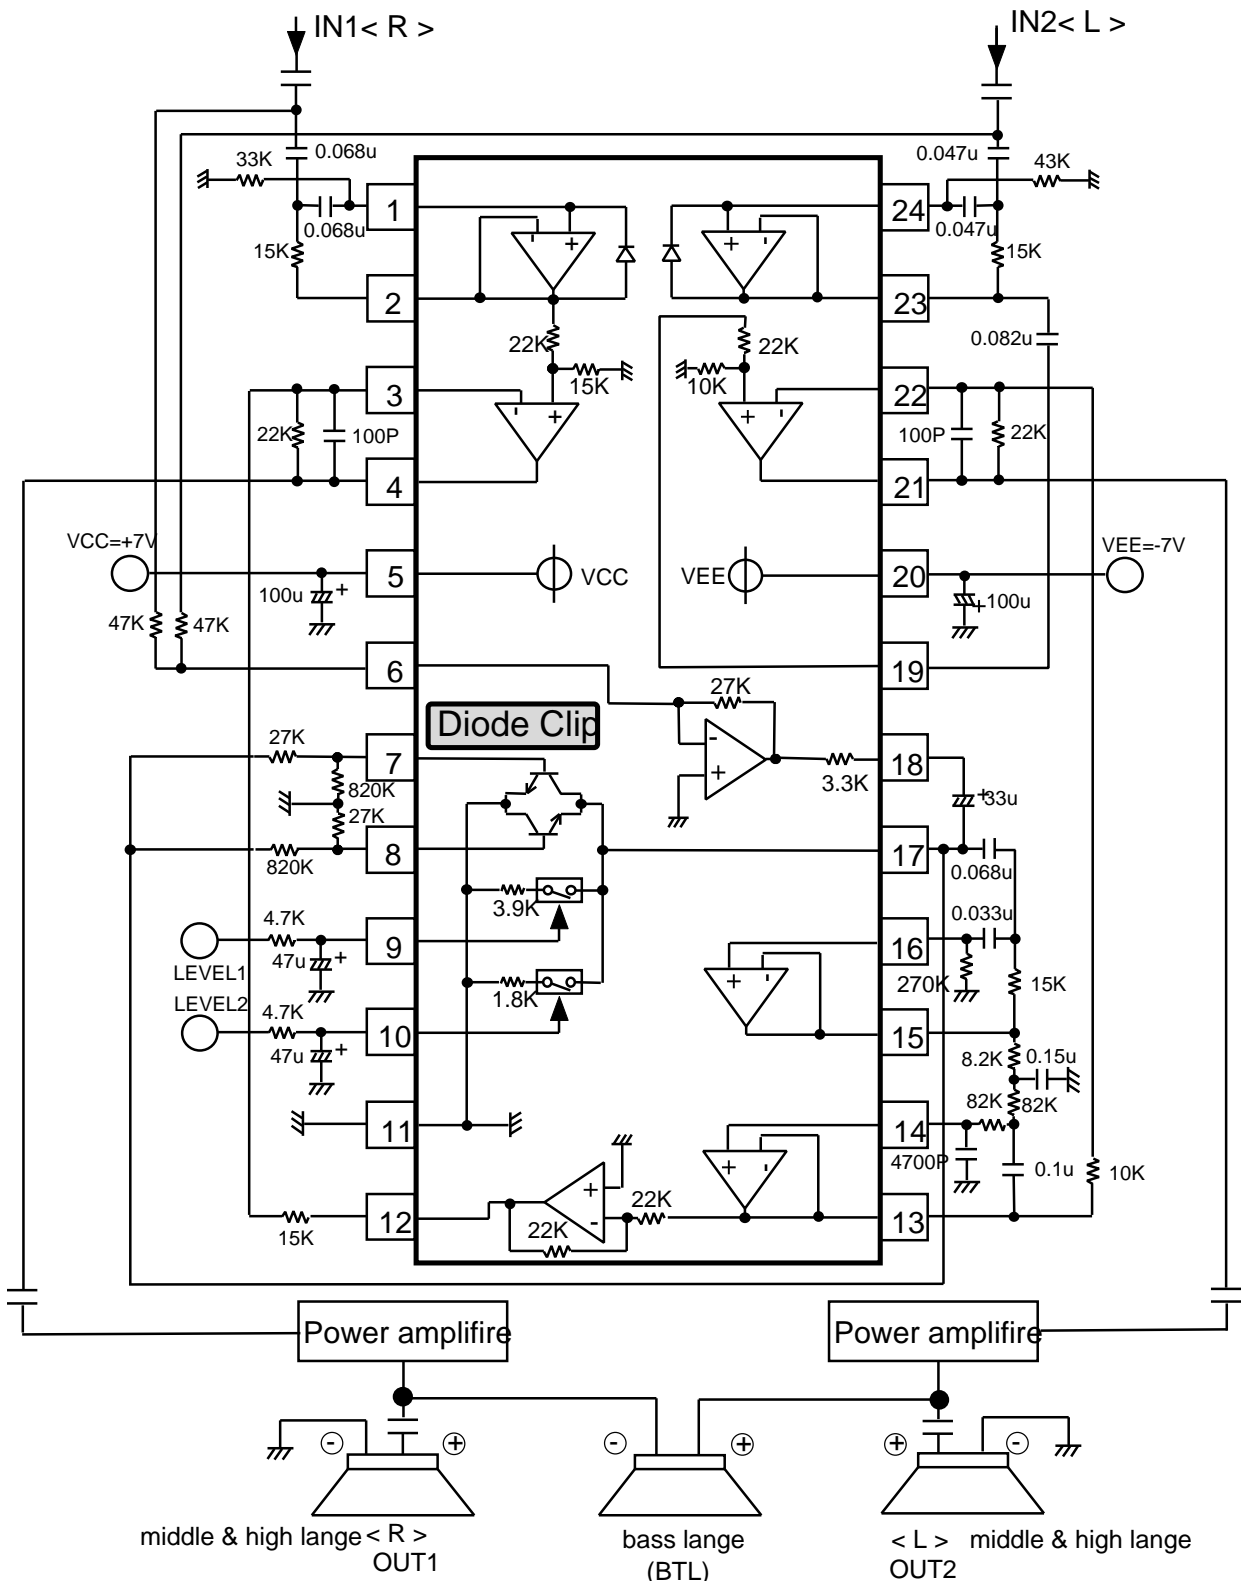 IN1< R >
IN2< L >
0.068u
33K
0.068u
15K
0.047u
43K
0.047u
15K
1
24
2
23
22K
15K
22K
10K
0.082u
3
22
22K
100P
100P
22K
4
21
VCC=+7V
VEE=-7V
5
VCC
VEE
20
100u
+
+
100u
47K
47K
6
19
27K
Diode Clip
-
+
3.3K
27K
7
18
820K
27K
+
33u
820K
8
17
0.068u
3.9K
0.033u
4.7K
9
16
LEVEL1
47u
+
270K
15K
LEVEL2
1.8K
+
-
4.7K
10
15
47u
+
8.2K
0.15u
82K
82K
11
14
4700P
0.1u
10K
+
-
22K
+
-
22K
12
13
15K
Power amplifire
Power amplifire
-
+
-
+
+
-
middle & high lange < R >
OUT1
bass lange
(BTL)
< L > middle & high lange
OUT2